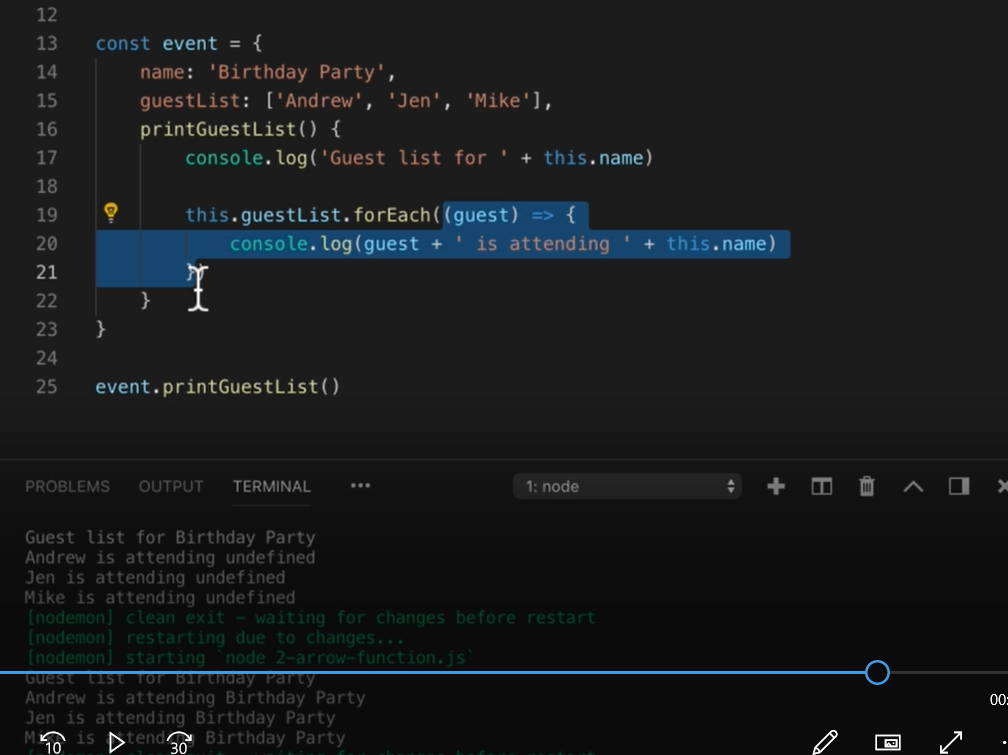 12
13 const event = {
14 name: 'Birthday Party',
15 guestList: ['Andrew', 'Jen', 'Mike'],
16 printGuestList() {
17 console.log('Guest list for ' + this.name)
18
19 this.guestList.forEach((guest) => {
20 console.log(guest + ' is attending ' + this.name)
21 })
22 }
23 }
24
25 event.printGuestList()
PROBLEMS OUTPUT TERMINAL ••• 1: node
Guest list for Birthday Party
Andrew is attending undefined
Jen is attending undefined
Mike is attending undefined
[nodemon] clean exit - waiting for changes before restart
[nodemon] restarting due to changes...
[nodemon] starting `node 2-arrow-function.js`
Guest list for Birthday Party
Andrew is attending Birthday Party
00:
Jen is attending Birthday Party
Mike is attending Birthday Party
10 30